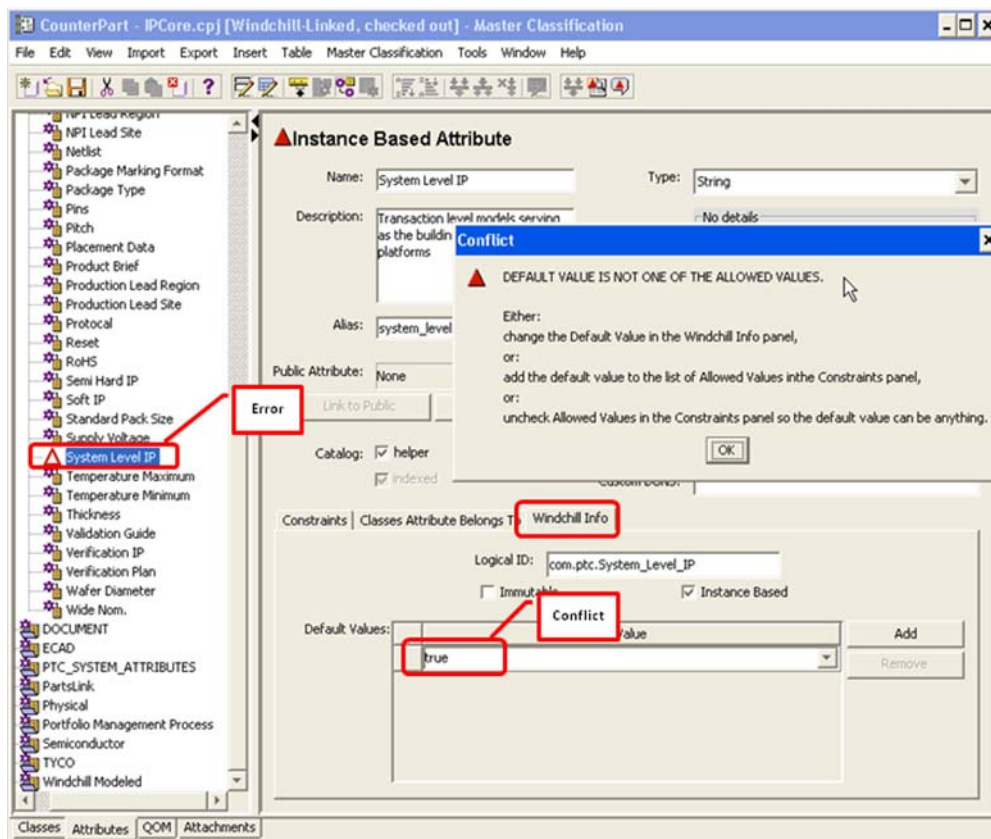 CounterPart - IPCore.cpj [Windchill-Linked, checked out] - Master Classification
File Edit View Import Export Insert Table Master Classification Tools Window Help
NPI Lead Region
NPI Lead Site
Netlist
Package Marking Format
Package Type
Pins
Pitch
Placement Data
Product Brief
Production Lead Region
Production Lead Site
Protocal
Reset
RoHS
Semi Hard IP
Soft IP
Standard Pack Size
Supply Voltage
System Level IP
Temperature Maximum
Temperature Minimum
Thickness
Validation Guide
Verification IP
Verification Plan
Wafer Diameter
Wide Nom.
DOCUMENT
ECAD
PTC_SYSTEM_ATTRIBUTES
PartsLink
Physical
Portfolio Management Process
Semiconductor
TYCO
Windchill Modeled
Classes Attributes QOM Attachments
Error
Instance Based Attribute
Name: System Level IP
Type: String
Description: Transaction level models serving
as the buildin
platforms
No details
Alias: system_level
Public Attribute: None
Link to Public
Catalog: helper
indexed
Custom DONS:
Conflict
DEFAULT VALUE IS NOT ONE OF THE ALLOWED VALUES.
Either:
change the Default Value in the Windchill Info panel,
or:
add the default value to the list of Allowed Values inthe Constraints panel,
or:
uncheck Allowed Values in the Constraints panel so the default value can be anything.
OK
Constraints Classes Attribute Belongs T Windchill Info
Logical ID: com.ptc.System_Level_IP
Immutable Instance Based
Conflict
Default Values: Value
true
Add
Remove